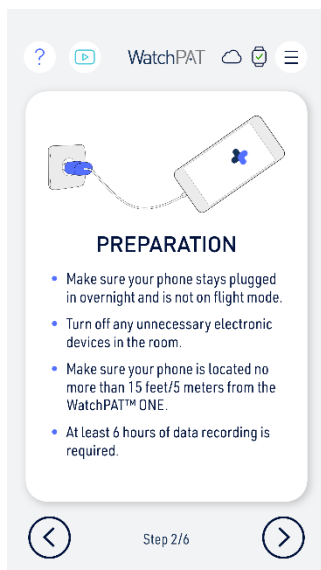 ?
WatchPAT
PREPARATION
• Make sure your phone stays plugged
in overnight and is not on flight mode.
• Turn off any unnecessary electronic
devices in the room.
• Make sure your phone is located no
more than 15 feet/5 meters from the
WatchPAT™ ONE.
• At least 6 hours of data recording is
required.
Step 2/6